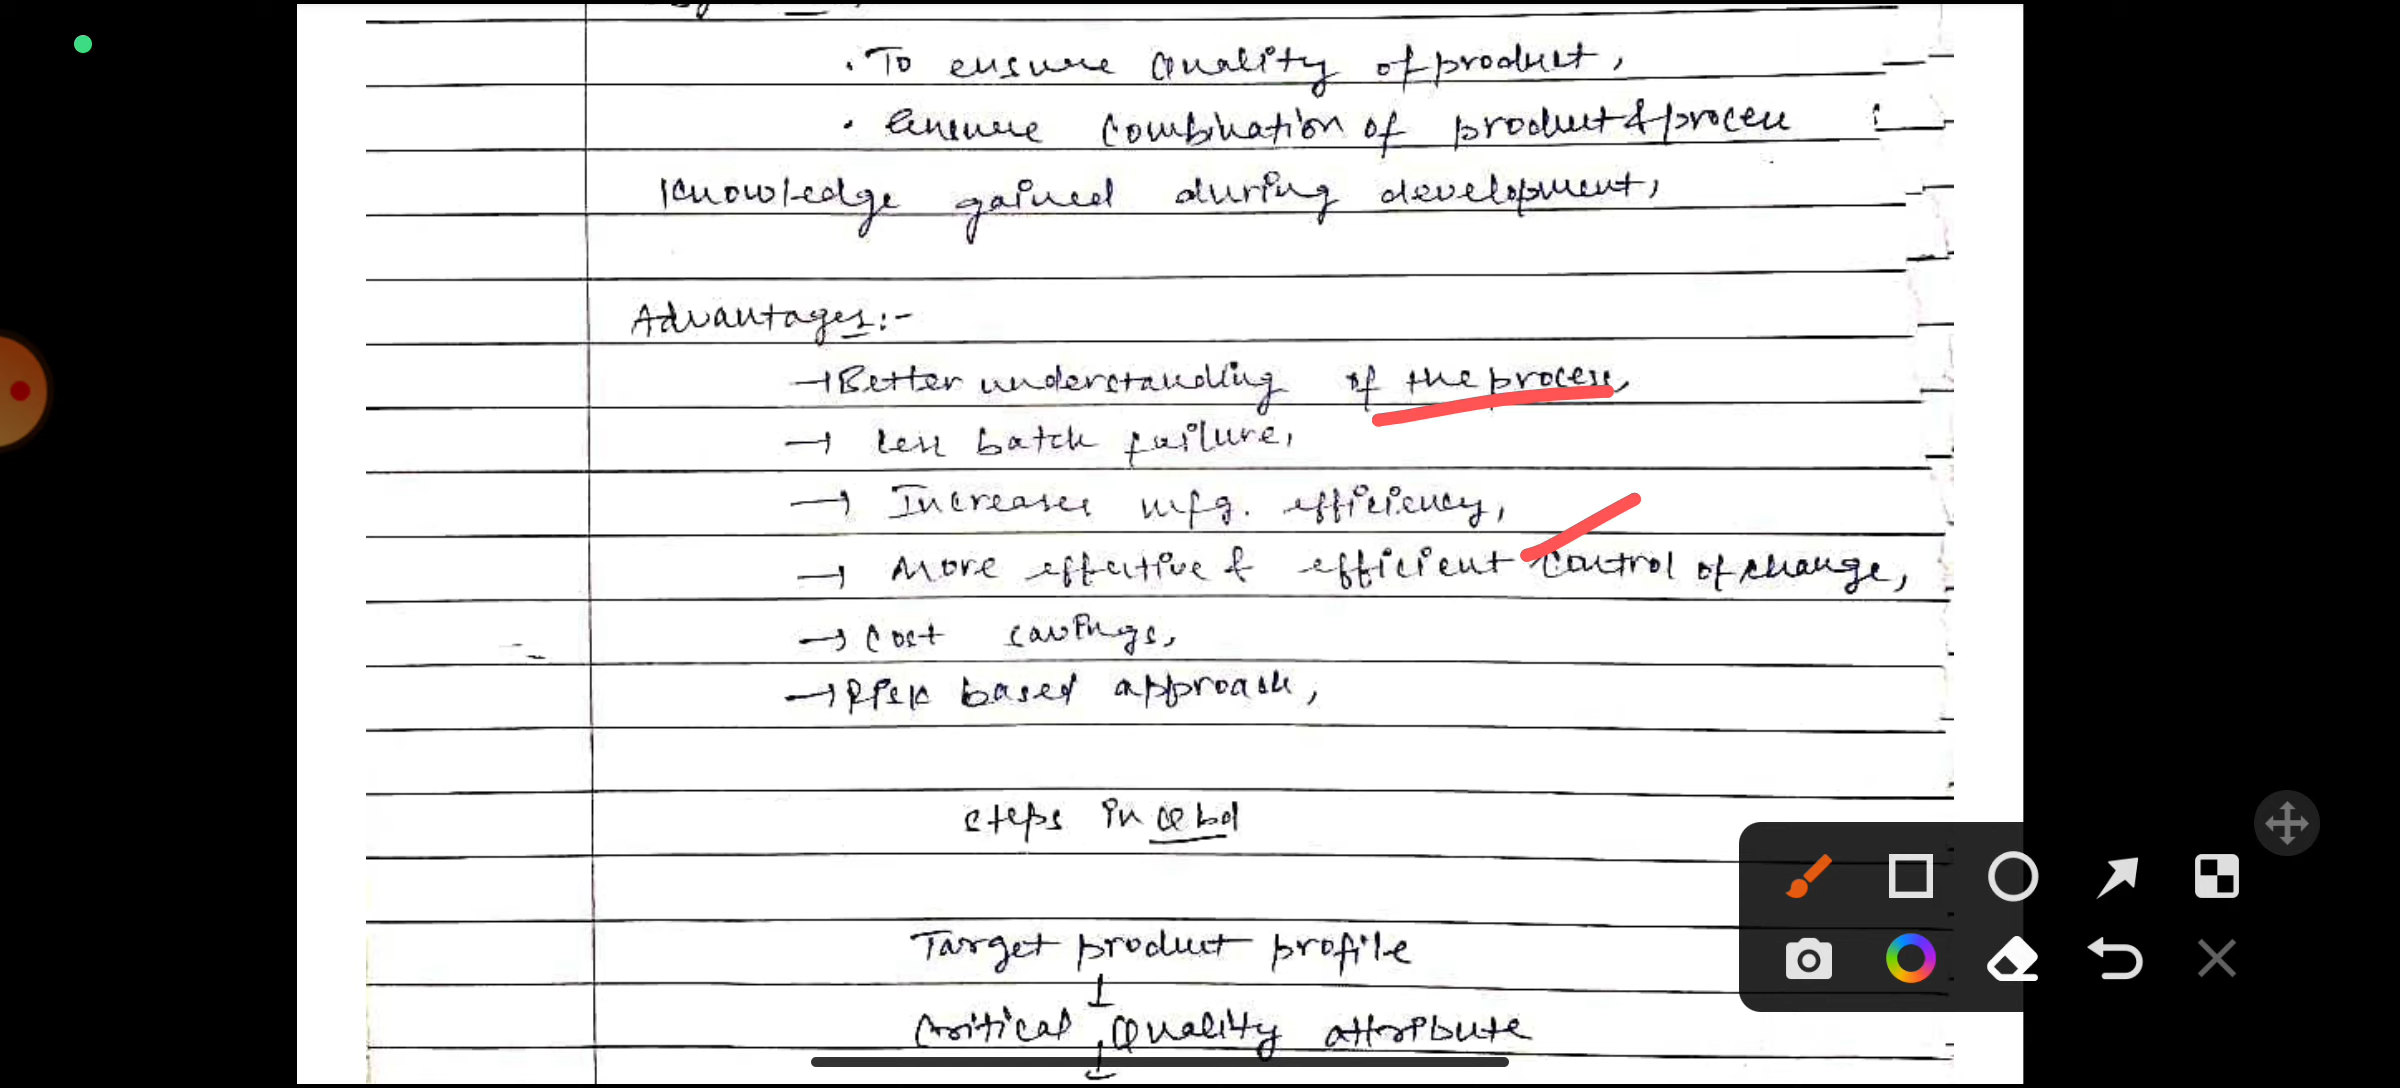 • To ensure Quality of product,
• Ensure Combination of product & process
Knowledge gained during development,
Advantages:-
→ Better understanding of the process,
→ Less batch failure,
→ Increases mfg. efficiency,
→ More effective & efficient Control of change,
→ Cost savings,
→ Risk based approach,
Steps in Qbd
Target product profile
↓
Critical Quality attribute
↓